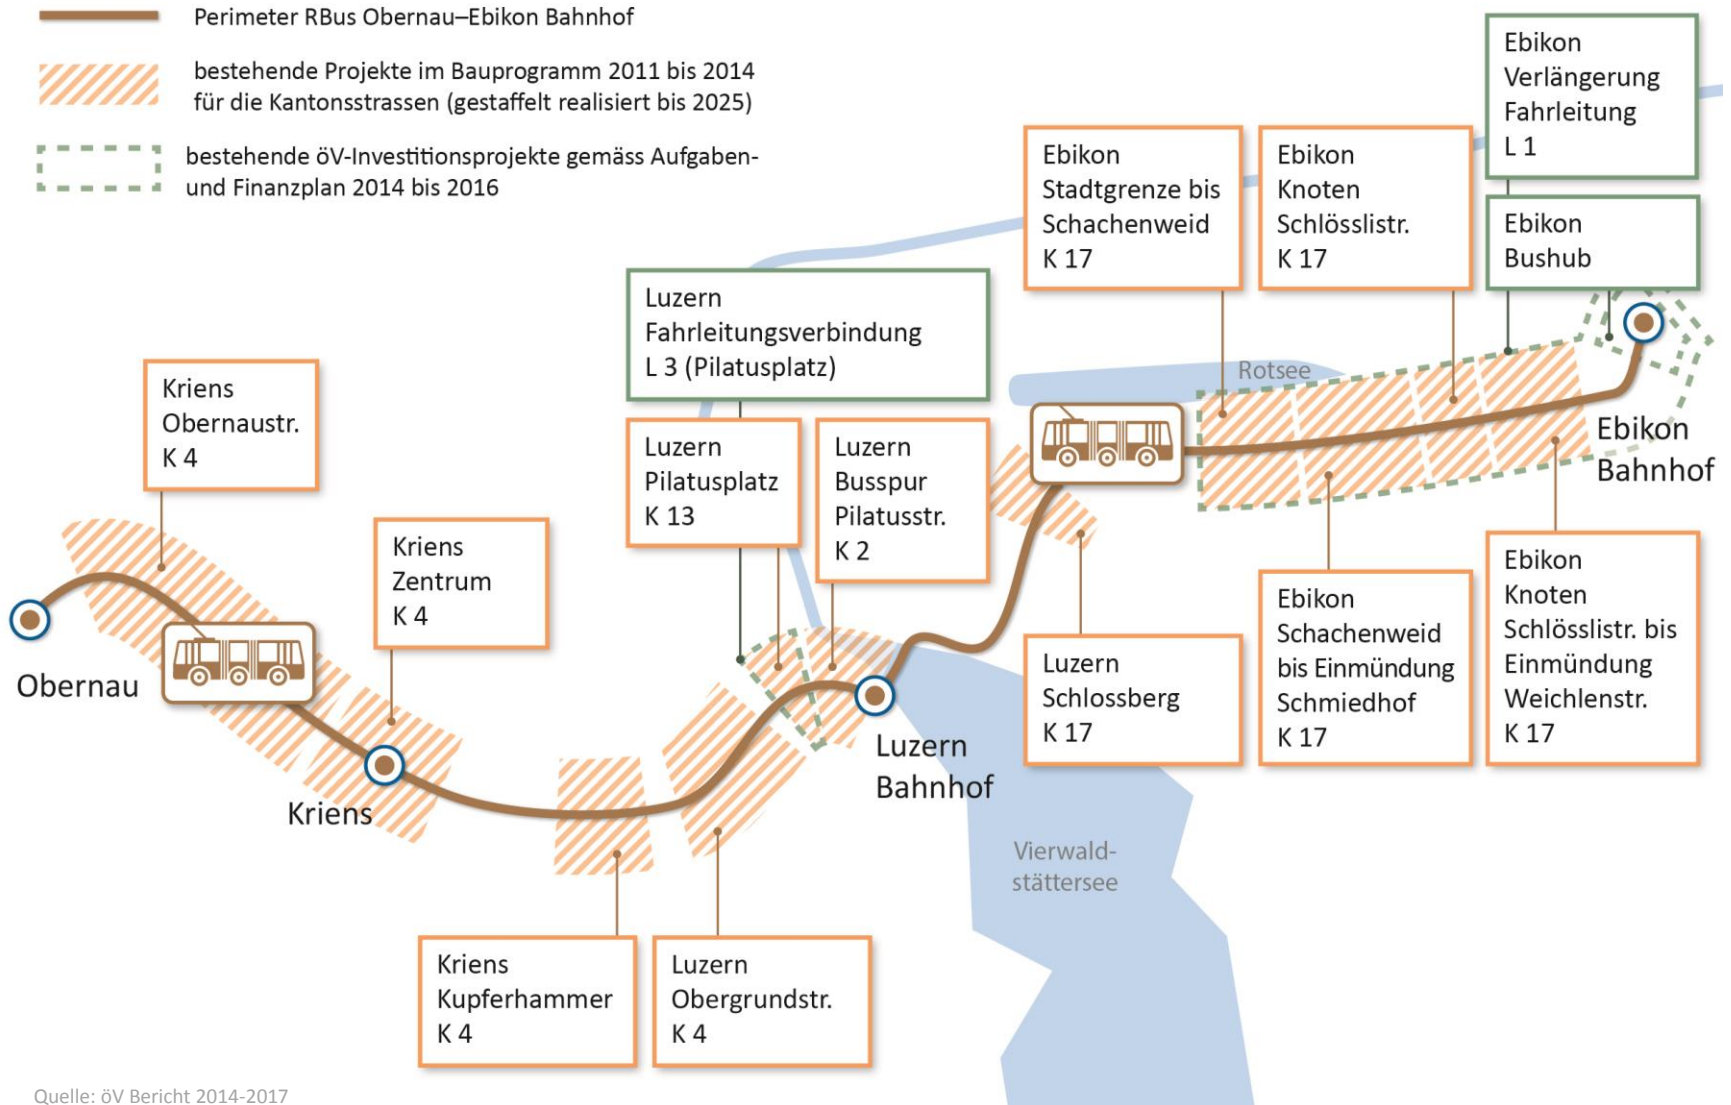 Perimeter RBus Obernau–Ebikon Bahnhof
bestehende Projekte im Bauprogramm 2011 bis 2014
für die Kantonsstrassen (gestaffelt realisiert bis 2025)
bestehende öV-Investitionsprojekte gemäss Aufgaben-
und Finanzplan 2014 bis 2016
Ebikon
Verlängerung
Fahrleitung
L 1
Ebikon
Stadtgrenze bis
Schachenweid
K 17
Ebikon
Knoten
Schlösslistr.
K 17
Ebikon
Bushub
Luzern
Fahrleitungsverbindung
L 3 (Pilatusplatz)
Kriens
Obernaustr.
K 4
Luzern
Pilatusplatz
K 13
Luzern
Busspur
Pilatusstr.
K 2
Rotsee
Ebikon
Bahnhof
Kriens
Zentrum
K 4
Obernau
Kriens
Luzern
Bahnhof
Luzern
Schlossberg
K 17
Ebikon
Schachenweid
bis Einmündung
Schmiedhof
K 17
Ebikon
Knoten
Schlösslistr. bis
Einmündung
Weichlenstr.
K 17
Vierwald-
stättersee
Kriens
Kupferhammer
K 4
Luzern
Obergrundstr.
K 4
Quelle: öV Bericht 2014-2017